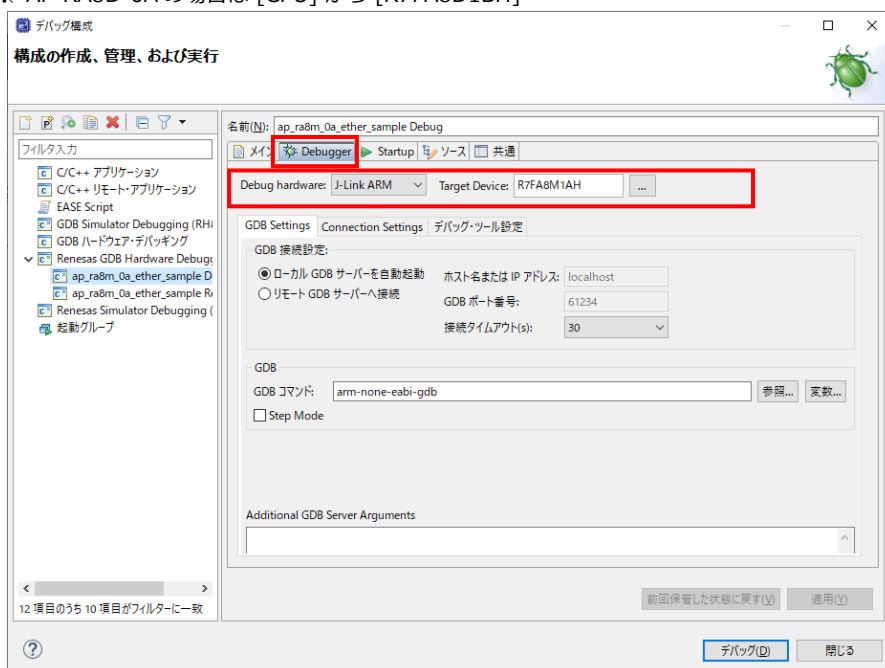 デバッグ構成
構成の作成、管理、および実行
名前(N): ap_ra8m_0a_ether_sample Debug
フィルタ入力
メイン Debugger Startup ソース 共通
C/C++ アプリケーション
C/C++ リモート・アプリケーション
EASE Script
GDB Simulator Debugging (RH8
GDB ハードウェア・デバッギング
Renesas GDB Hardware Debugg
ap_ra8m_0a_ether_sample D
ap_ra8m_0a_ether_sample R
Renesas Simulator Debugging (
起動グループ
Debug hardware: J-Link ARM Target Device: R7FA8M1AH ...
GDB Settings Connection Settings デバッグ・ツール設定
GDB 接続設定:
ローカル GDB サーバーを自動起動 ホスト名または IP アドレス: localhost
リモート GDB サーバーへ接続 GDB ポート番号: 61234
接続タイムアウト(s): 30
GDB
GDB コマンド: arm-none-eabi-gdb 参照... 変数...
Step Mode
Additional GDB Server Arguments
12 項目のうち 10 項目がフィルターに一致
前回保管した状態に戻す(V) 適用(Y)
デバッグ(D) 閉じる